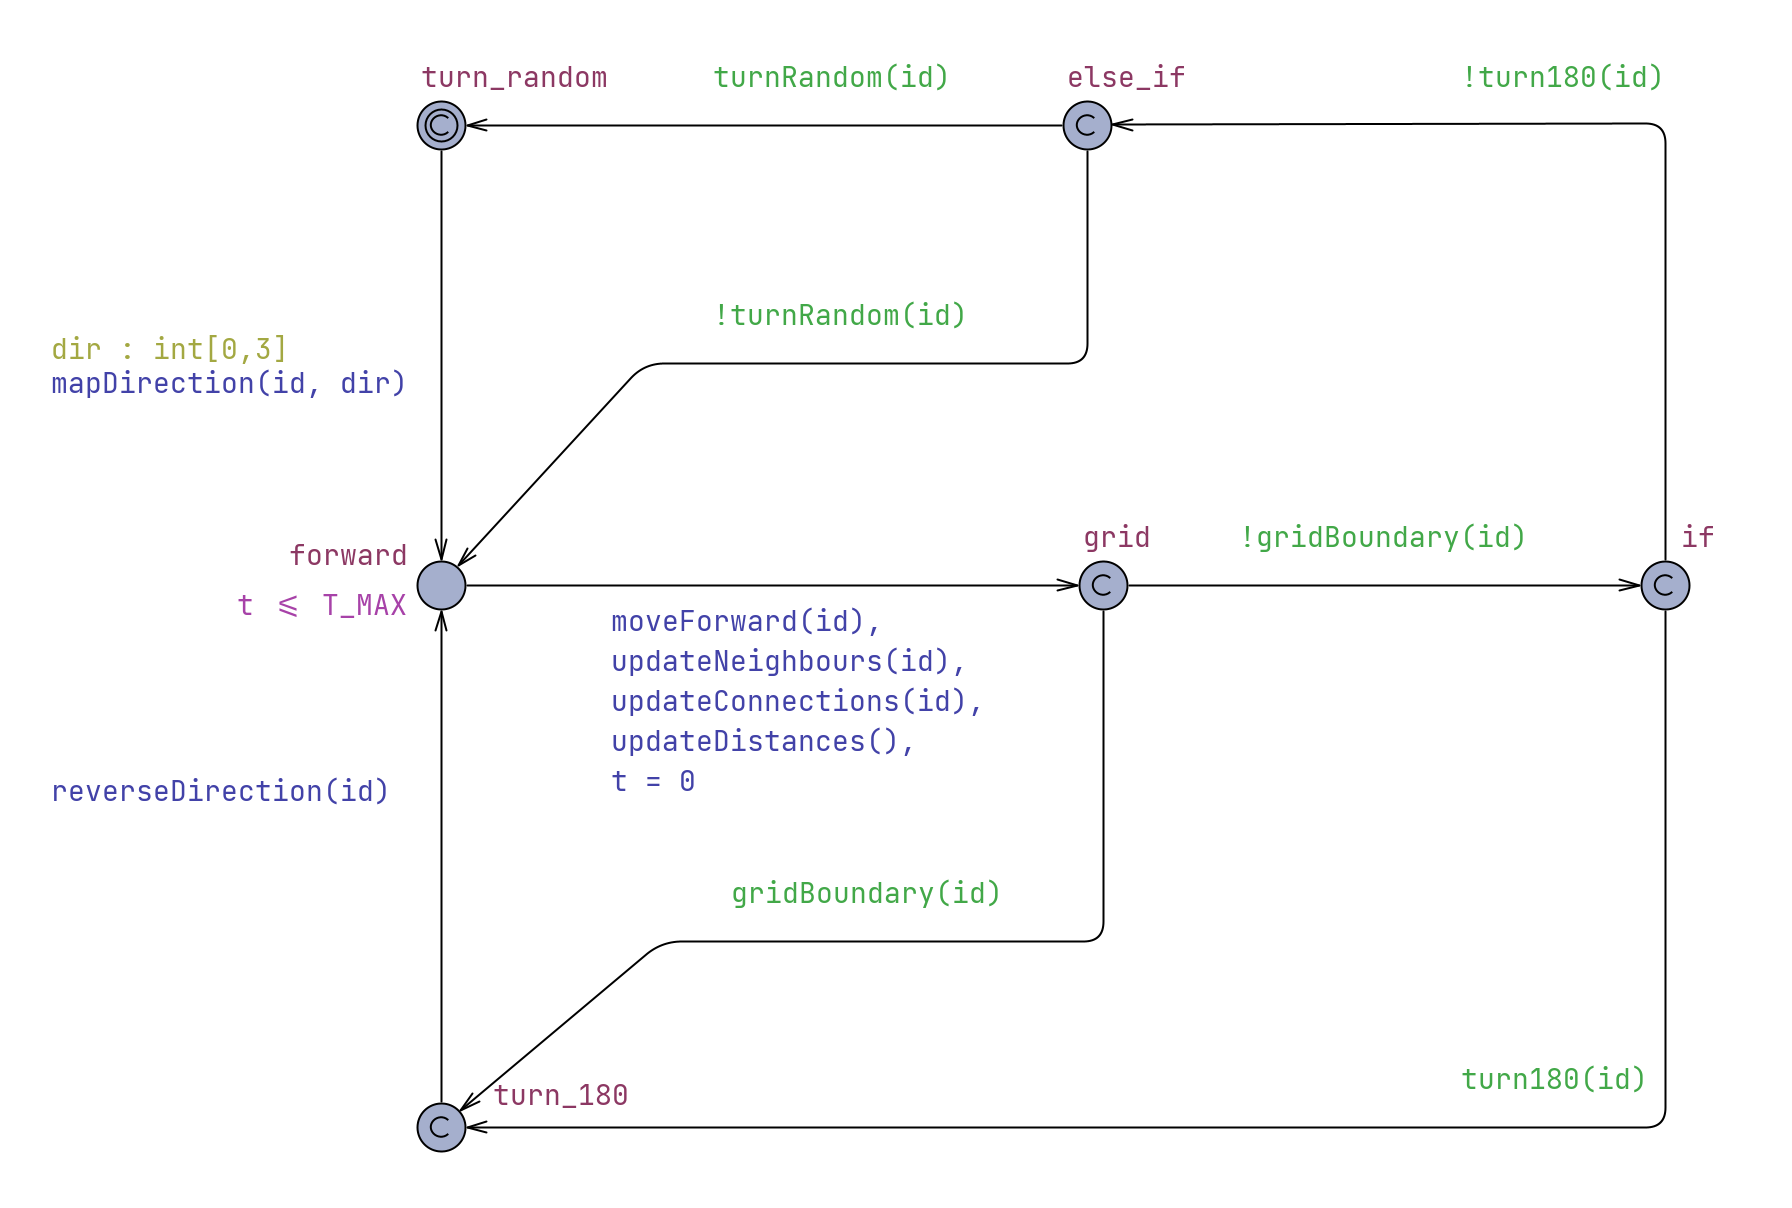 turn_random
turnRandom(id)
else_if
!turn180(id)
C
C
!turnRandom(id)
dir : int[0,3]
mapDirection(id, dir)
forward
t ⩽ T_MAX
grid
!gridBoundary(id)
if
C
C
moveForward(id),
updateNeighbours(id),
updateConnections(id),
updateDistances(),
t = 0
reverseDirection(id)
gridBoundary(id)
turn_180
turn180(id)
C